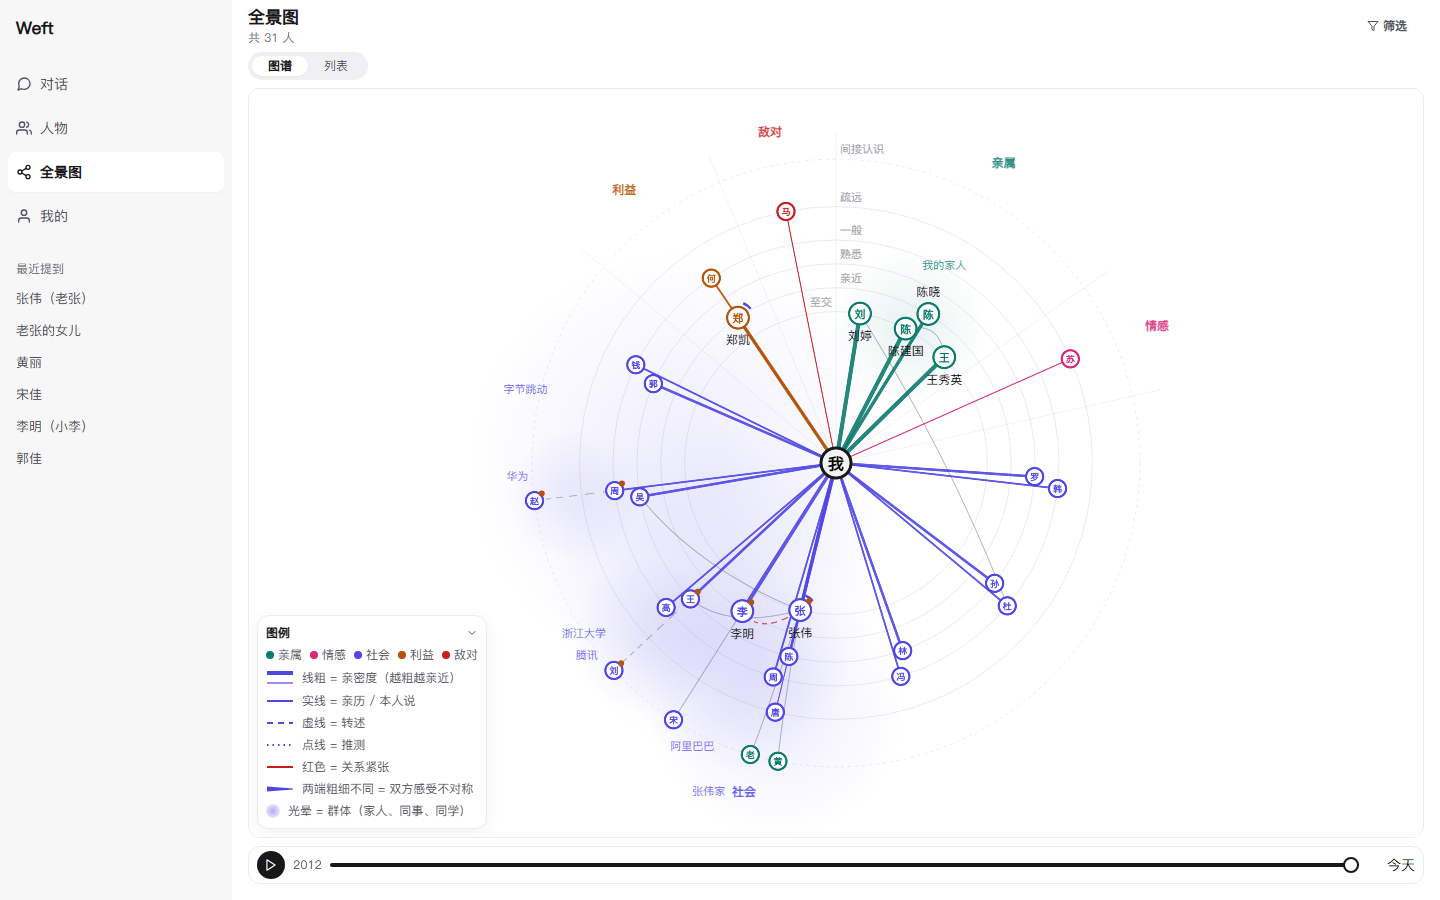 Weft
对话
人物
全景图
我的
最近提到
张伟（老张）
老张的女儿
黄丽
宋佳
李明（小李）
郭佳
全景图
共 31 人
筛选
图谱
列表
敌对
间接认识
亲属
利益
疏远
马
一般
熟悉
我的家人
何
亲近
陈晓
至交
郑
刘
陈
陈
情感
郑凯
刘婷
陈建国
王
苏
钱
王秀英
郭
字节跳动
我
华为
罗
周
吴
韩
赵
孙
王
高
李
张
杜
浙江大学
李明
张伟
腾讯
陈
林
刘
周
冯
宋
唐
阿里巴巴
老
黄
张伟家
社会
图例
亲属 情感 社会 利益 敌对
线粗 = 亲密度（越粗越亲近）
实线 = 亲历 / 本人说
虚线 = 转述
点线 = 推测
红色 = 关系紧张
两端粗细不同 = 双方感受不对称
光晕 = 群体（家人、同事、同学）
2012
今天